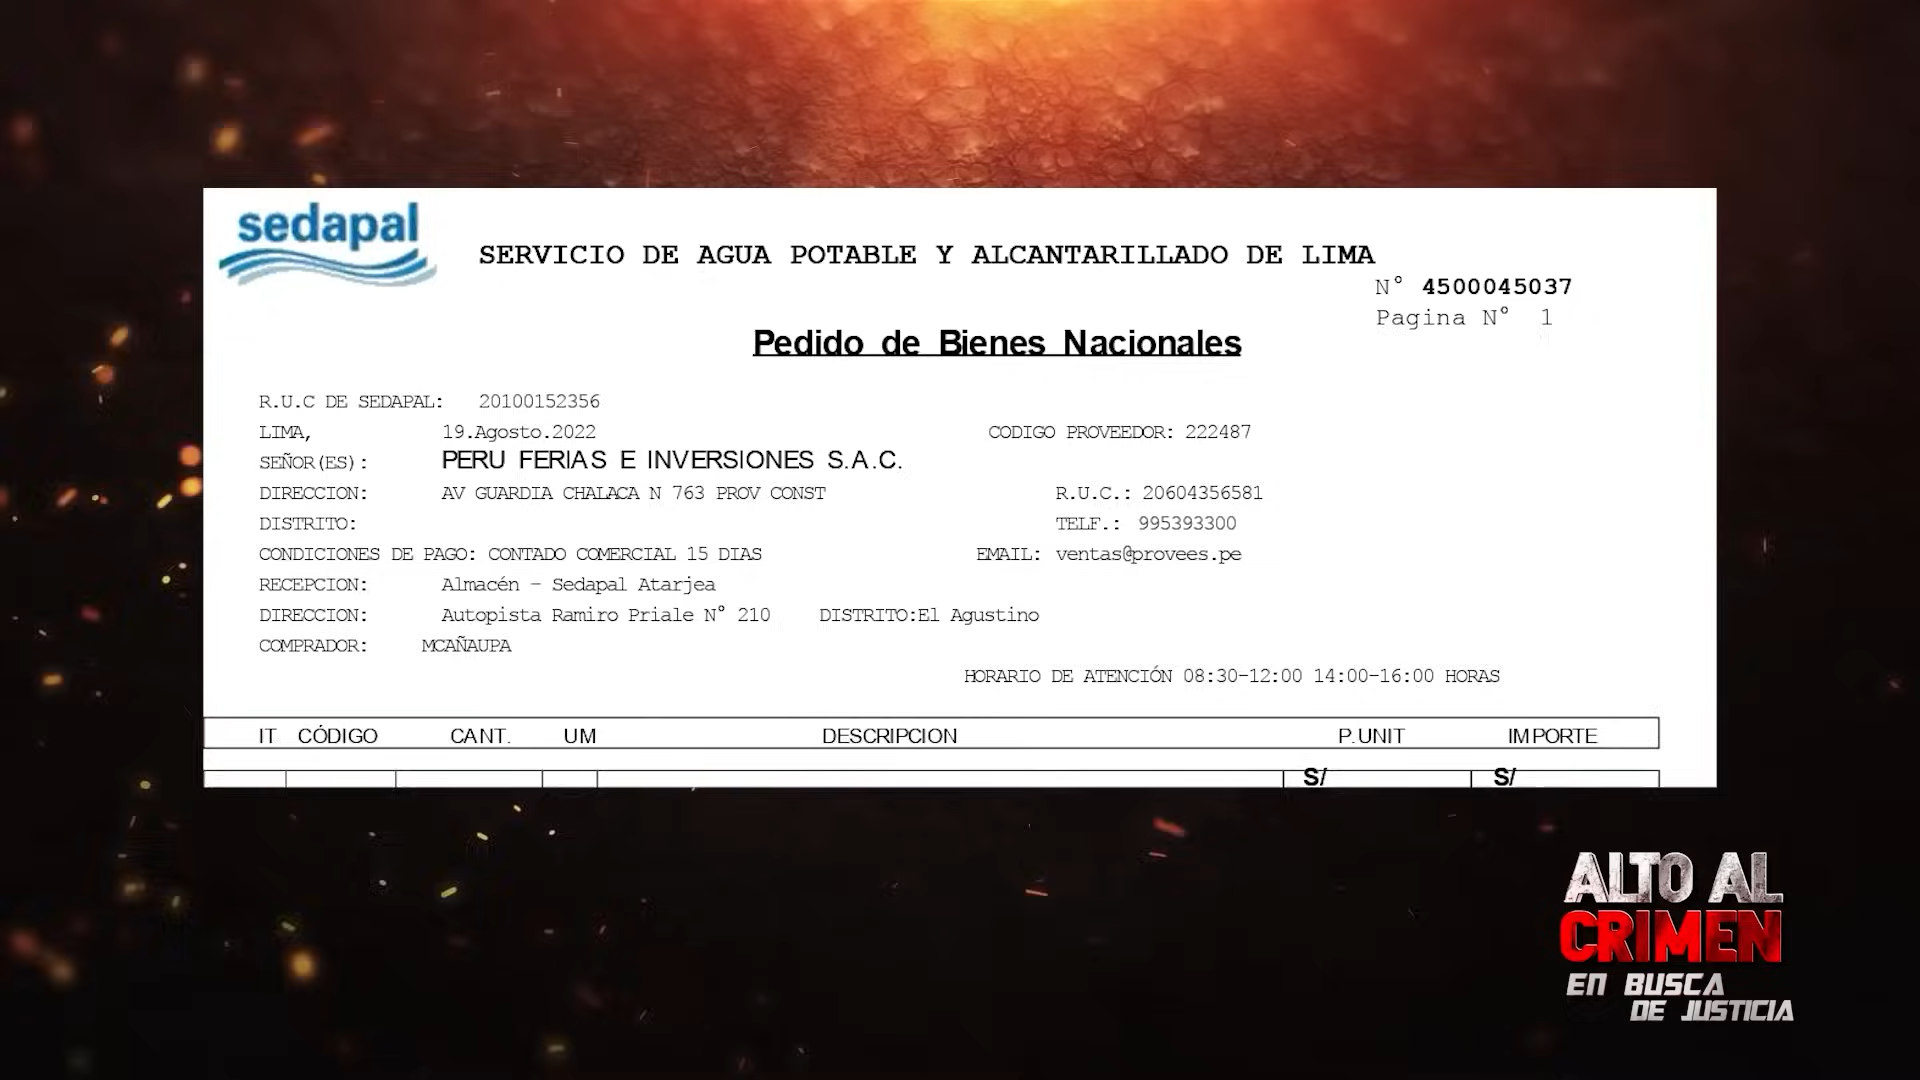 sedapal
SERVICIO DE AGUA POTABLE Y ALCANTARILLADO DE LIMA
N° 4500045037
Pagina N° 1
Pedido de Bienes Nacionales
R.U.C DE SEDAPAL: 20100152356
LIMA, 19.Agosto.2022 CODIGO PROVEEDOR: 222487
SEÑOR(ES): PERU FERIAS E INVERSIONES S.A.C.
DIRECCION: AV GUARDIA CHALACA N 763 PROV CONST R.U.C.: 20604356581
DISTRITO: TELF.: 995393300
CONDICIONES DE PAGO: CONTADO COMERCIAL 15 DIAS EMAIL: ventas@provees.pe
RECEPCION: Almacén - Sedapal Atarjea
DIRECCION: Autopista Ramiro Priale N° 210 DISTRITO:El Agustino
COMPRADOR: MCAÑAUPA
HORARIO DE ATENCIÓN 08:30-12:00 14:00-16:00 HORAS
IT CÓDIGO CANT. UM DESCRIPCION P.UNIT IMPORTE
S/ S/
ALTO AL
CRIMEN
EN BUSCA
DE JUSTICIA